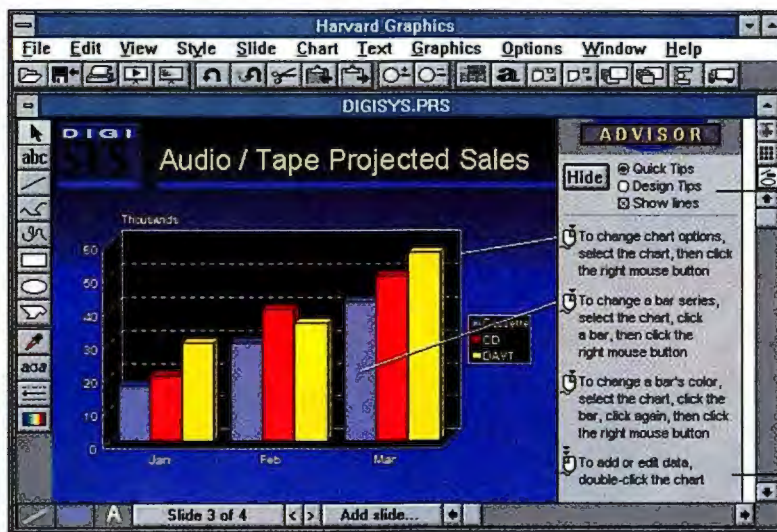 Harvard Graphics
File Edit View Style Slide Chart Text Graphics Options Window Help
DIGISYS.PRS
abc
aaa
DIGI
SYS
Audio / Tape Projected Sales
Thousands
60
50
40
30
20
10
0
Jan Feb Mar
Cassette
CD
DAYT
ADVISOR
Hide
Quick Tips
Design Tips
Show lines
To change chart options,
select the chart, then click
the right mouse button
To change a bar series,
select the chart, click
a bar, then click the
right mouse button
To change a bar's color,
select the chart, click the
bar, click again, then click
the right mouse button
To add or edit data,
double-click the chart
A Slide 3 of 4 < > Add slide...